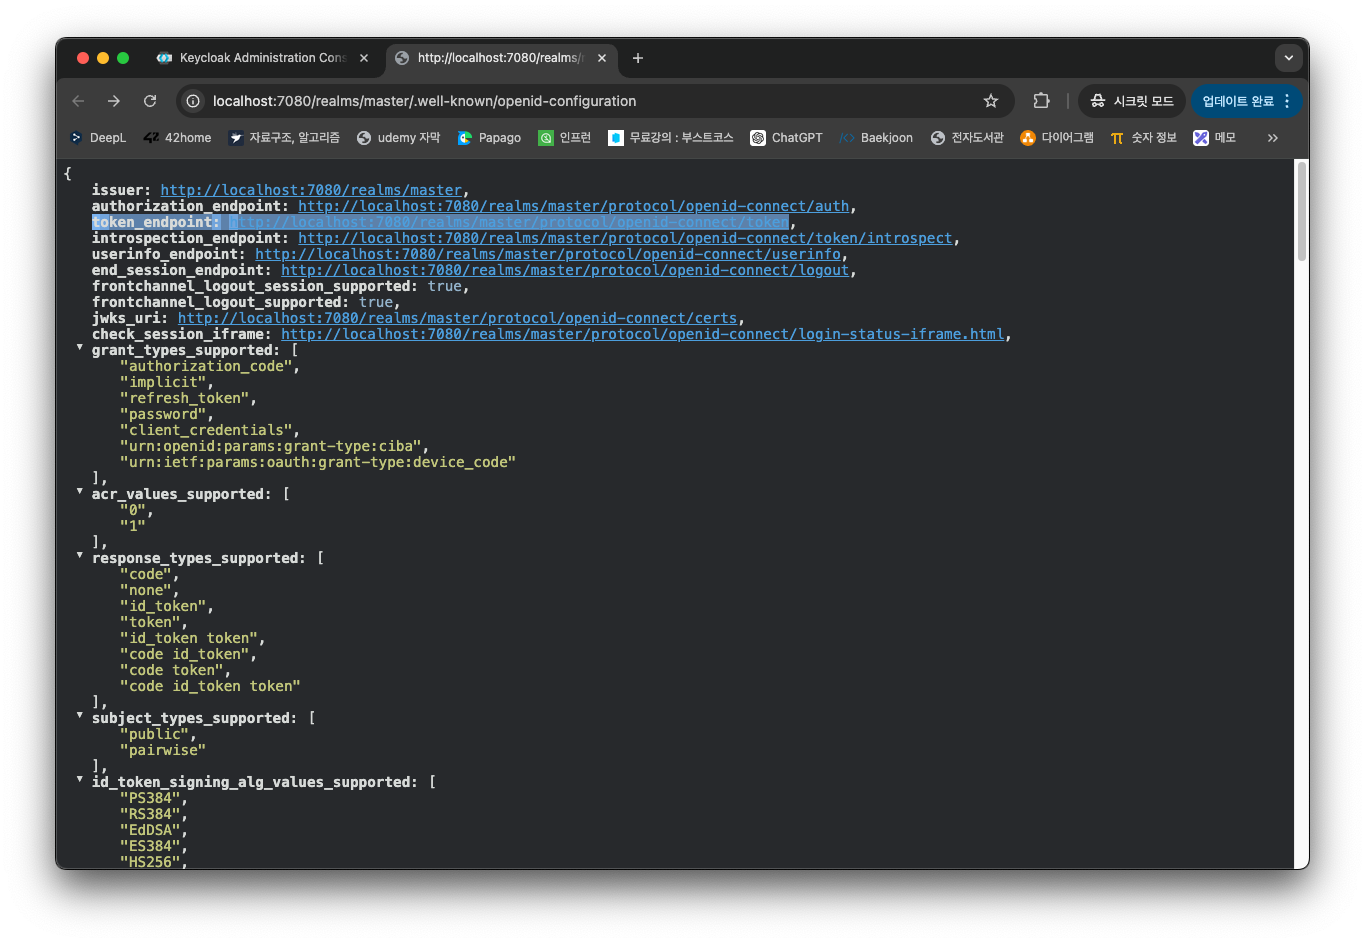 Keycloak Administration Cons
http://localhost:7080/realms/
localhost:7080/realms/master/.well-known/openid-configuration
시크릿 모드
업데이트 완료
DeepL
42home
자료구조, 알고리즘
udemy 자막
Papago
인프런
무료강의 : 부스트코스
ChatGPT
Baekjoon
전자도서관
다이어그램
숫자 정보
메모
{
issuer: http://localhost:7080/realms/master,
authorization_endpoint: http://localhost:7080/realms/master/protocol/openid-connect/auth,
token_endpoint: http://localhost:7080/realms/master/protocol/openid-connect/token,
introspection_endpoint: http://localhost:7080/realms/master/protocol/openid-connect/token/introspect,
userinfo_endpoint: http://localhost:7080/realms/master/protocol/openid-connect/userinfo,
end_session_endpoint: http://localhost:7080/realms/master/protocol/openid-connect/logout,
frontchannel_logout_session_supported: true,
frontchannel_logout_supported: true,
jwks_uri: http://localhost:7080/realms/master/protocol/openid-connect/certs,
check_session_iframe: http://localhost:7080/realms/master/protocol/openid-connect/login-status-iframe.html,
grant_types_supported: [
"authorization_code",
"implicit",
"refresh_token",
"password",
"client_credentials",
"urn:openid:params:grant-type:ciba",
"urn:ietf:params:oauth:grant-type:device_code"
],
acr_values_supported: [
"0",
"1"
],
response_types_supported: [
"code",
"none",
"id_token",
"token",
"id_token token",
"code id_token",
"code token",
"code id_token token"
],
subject_types_supported: [
"public",
"pairwise"
],
id_token_signing_alg_values_supported: [
"PS384",
"RS384",
"EdDSA",
"ES384",
"HS256",